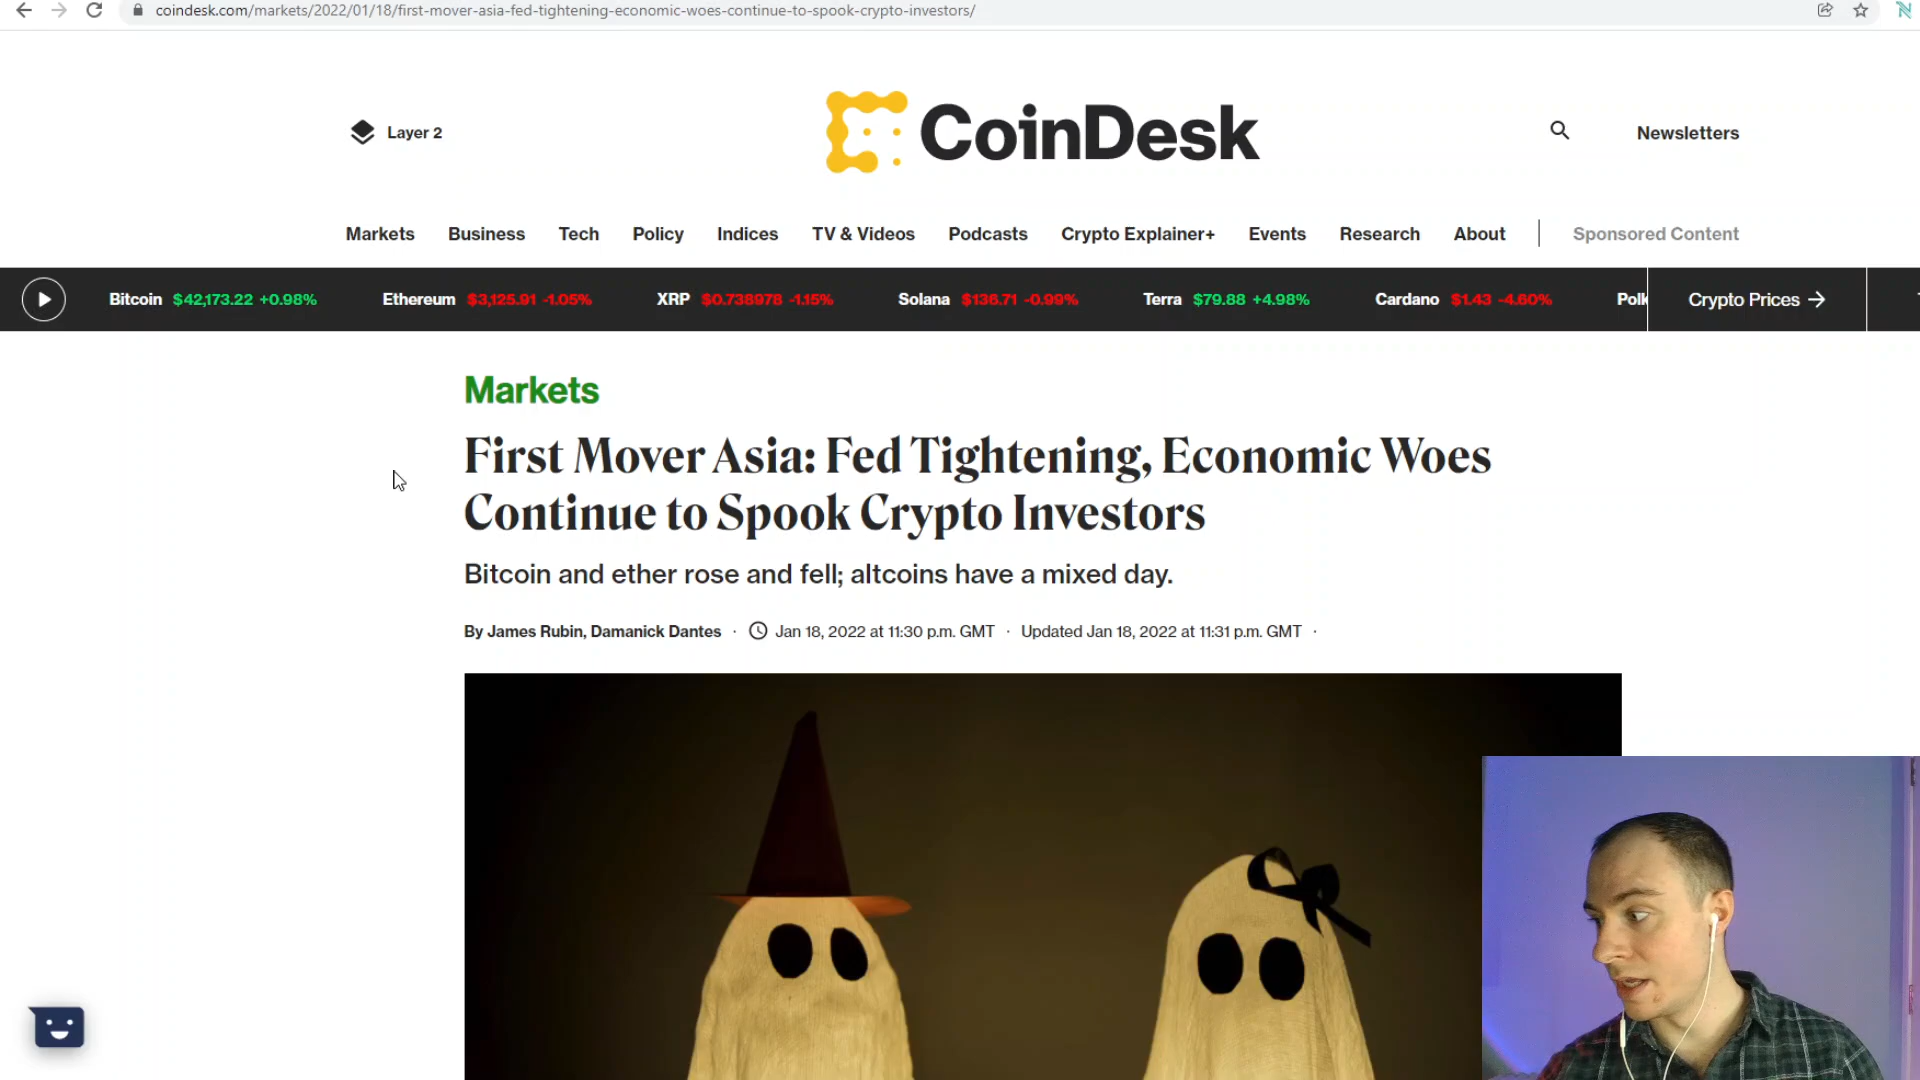 coindesk.com/markets/2022/01/18/first-mover-asia-fed-tightening-economic-woes-continue-to-spook-crypto-investors/
Layer 2
CoinDesk
Newsletters
Markets Business Tech Policy Indices TV & Videos Podcasts Crypto Explainer+ Events Research About Sponsored Content
Bitcoin $42,173.22 +0.98% Ethereum $3,125.91 -1.05% XRP $0.738978 -1.15% Solana $136.71 -0.99% Terra $79.88 +4.98% Cardano $1.43 -4.60% Polk Crypto Prices →
Markets
First Mover Asia: Fed Tightening, Economic Woes
Continue to Spook Crypto Investors
Bitcoin and ether rose and fell; altcoins have a mixed day.
By James Rubin, Damanick Dantes · Jan 18, 2022 at 11:30 p.m. GMT · Updated Jan 18, 2022 at 11:31 p.m. GMT ·